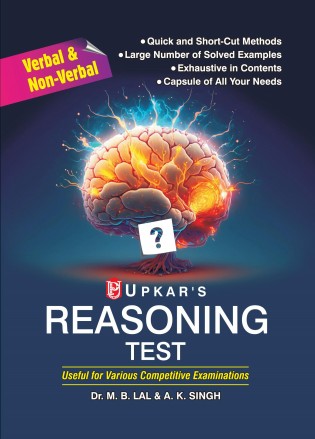 Verbal &
Non-Verbal
• Quick and Short-Cut Methods
• Large Number of Solved Examples
• Exhaustive in Contents
• Capsule of All Your Needs
?
UPKAR'S
REASONING
TEST
Useful for Various Competitive Examinations
Dr. M. B. LAL & A. K. SINGH